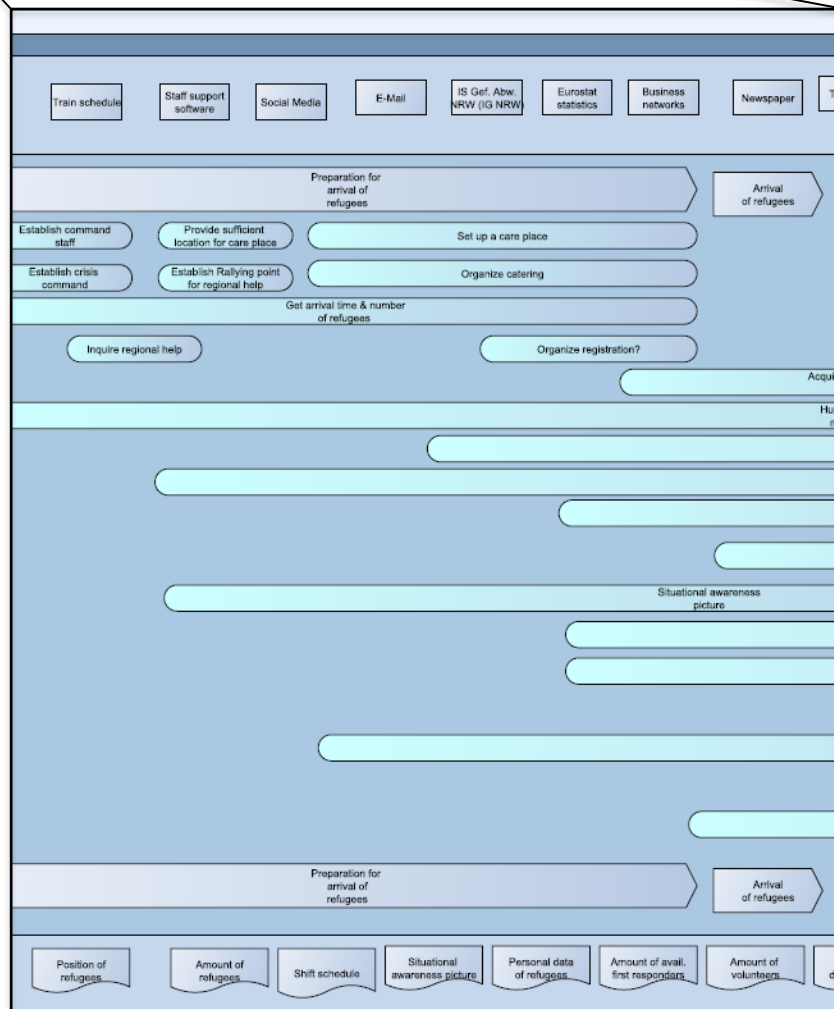 Train schedule
Staff support
software
Social Media
E-Mail
IS Gef. Abw.
NRW (IG NRW)
Eurostat
statistics
Business
networks
Newspaper
T
Preparation for
arrival of
refugees
Arrival
of refugees
Establish command
staff
Provide sufficient
location for care place
Set up a care place
Establish crisis
command
Establish Rallying point
for regional help
Organize catering
Get arrival time & number
of refugees
Inquire regional help
Organize registration?
Acqui
Hu
Situational awareness
picture
Preparation for
arrival of
refugees
Arrival
of refugees
Position of
refugees
Amount of
refugees
Shift schedule
Situational
awareness picture
Personal data
of refugees
Amount of avail.
first responders
Amount of
volunteers
d